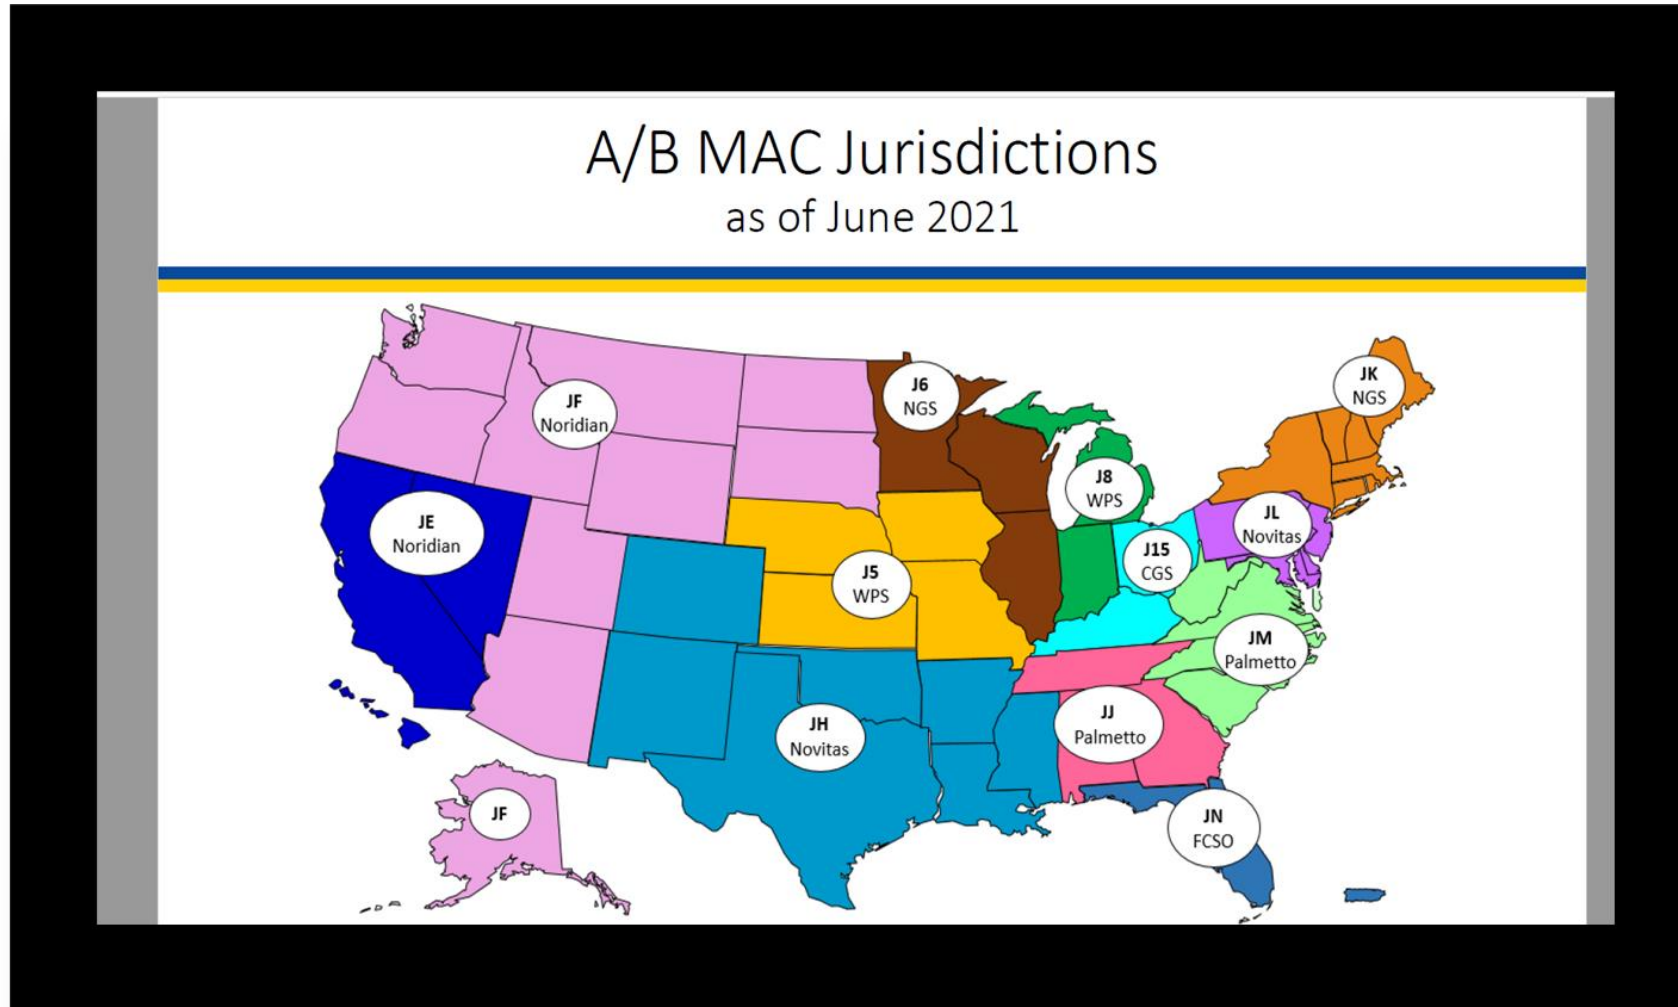 A/B MAC Jurisdictions
as of June 2021
JF
Noridian
J6
NGS
JK
NGS
J8
WPS
JE
Noridian
JL
Novitas
J15
CGS
J5
WPS
JM
Palmetto
JH
Novitas
JJ
Palmetto
JF
JN
FCSO